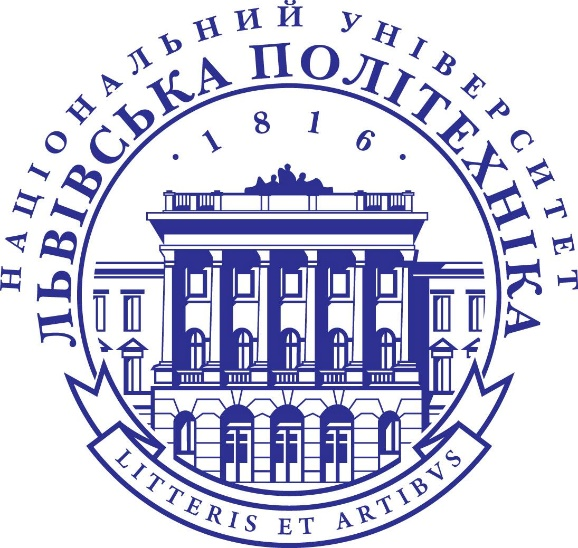 НАЦІОНАЛЬНИЙ УНІВЕРСИТЕТ
ЛЬВІВСЬКА ПОЛІТЕХНІКА
· 1816 ·
LITTERIS ET ARTIBVS